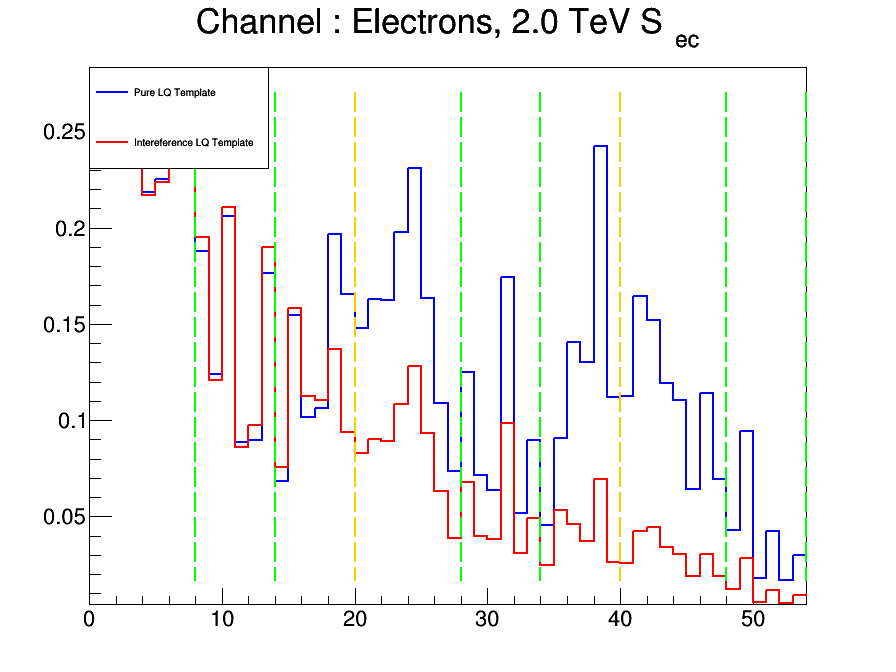 Channel : Electrons, 2.0 TeV S ec
Pure LQ Template
Intereference LQ Template
0.25
0.2
0.15
0.1
0.05
0 10 20 30 40 50